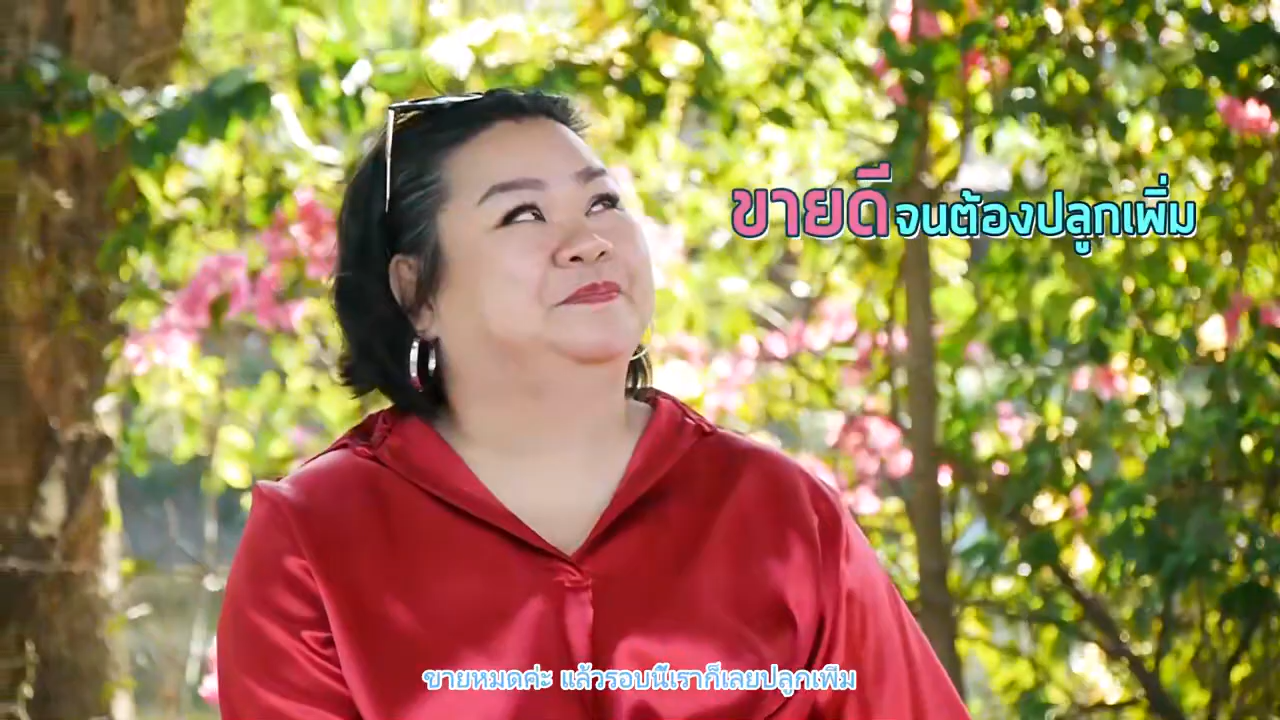 ขายดีจนต้องปลูกเพิ่ม
ขายหมดค่ะ แล้วรอบนี้เราก็เลยปลูกเพิ่ม